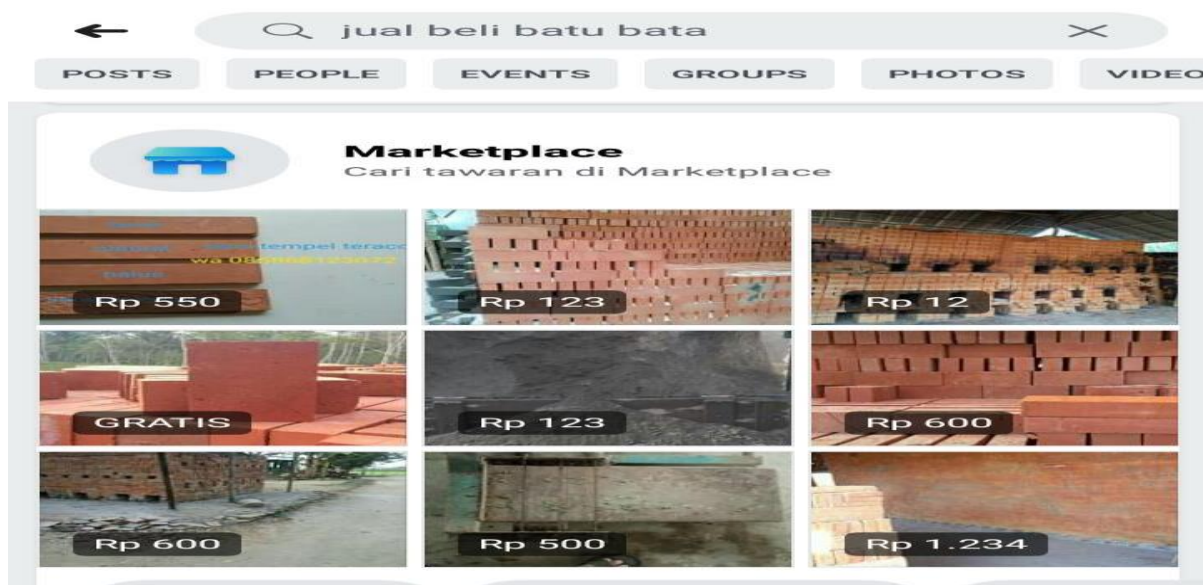 jual beli batu bata
POSTS PEOPLE EVENTS GROUPS PHOTOS VIDEO
Marketplace
Cari tawaran di Marketplace
tempel
wa
Rp 550 Rp 123 Rp 12
GRATIS Rp 123 Rp 600
Rp 600 Rp 500 Rp 1.234